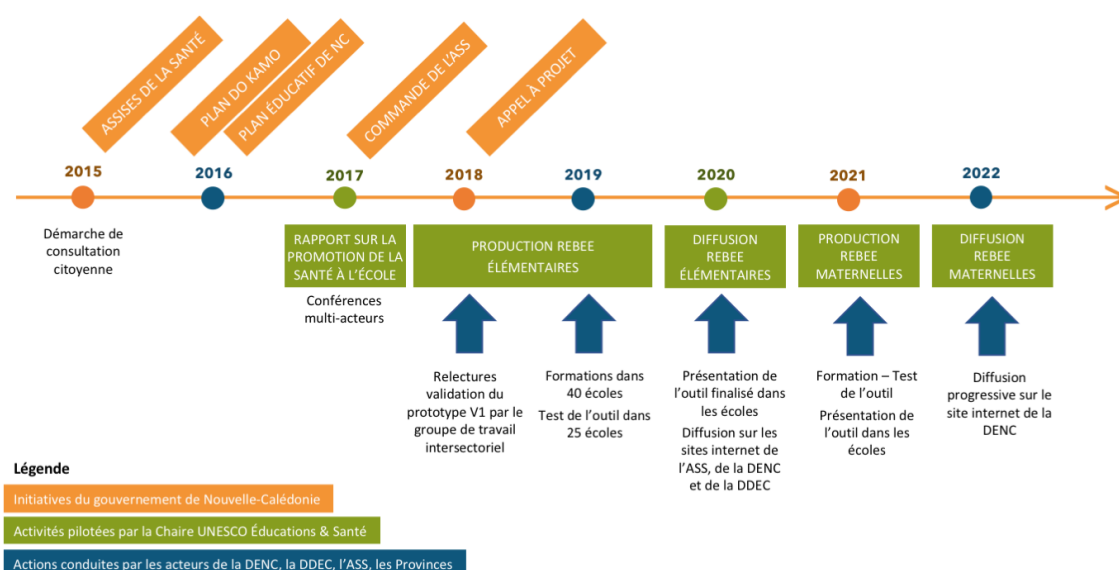 ASSISES DE LA SANTÉ
PLAN DO KAMO
PLAN ÉDUCATIF DE NC
COMMANDE DE L'ASS
APPEL À PROJET
2015
2016
2017
2018
2019
2020
2021
2022
Démarche de
consultation
citoyenne
RAPPORT SUR LA
PROMOTION DE LA
SANTÉ À L'ÉCOLE
Conférences
multi-acteurs
PRODUCTION REBEE
ÉLÉMENTAIRES
DIFFUSION
REBEE
ÉLÉMENTAIRES
PRODUCTION
REBEE
MATERNELLES
DIFFUSION
REBEE
MATERNELLES
Relectures
validation du
prototype V1 par le
groupe de travail
intersectoriel
Formations dans
40 écoles
Test de l'outil dans
25 écoles
Présentation de
l'outil finalisé dans
les écoles
Diffusion sur les
sites internet de
l'ASS, de la DENC
et de la DDEC
Formation – Test
de l'outil
Présentation de
l'outil dans les
écoles
Diffusion
progressive sur le
site internet de la
DENC
Légende
Initiatives du gouvernement de Nouvelle-Calédonie
Activités pilotées par la Chaire UNESCO Éducations & Santé
Actions conduites par les acteurs de la DENC, la DDEC, l'ASS, les Provinces